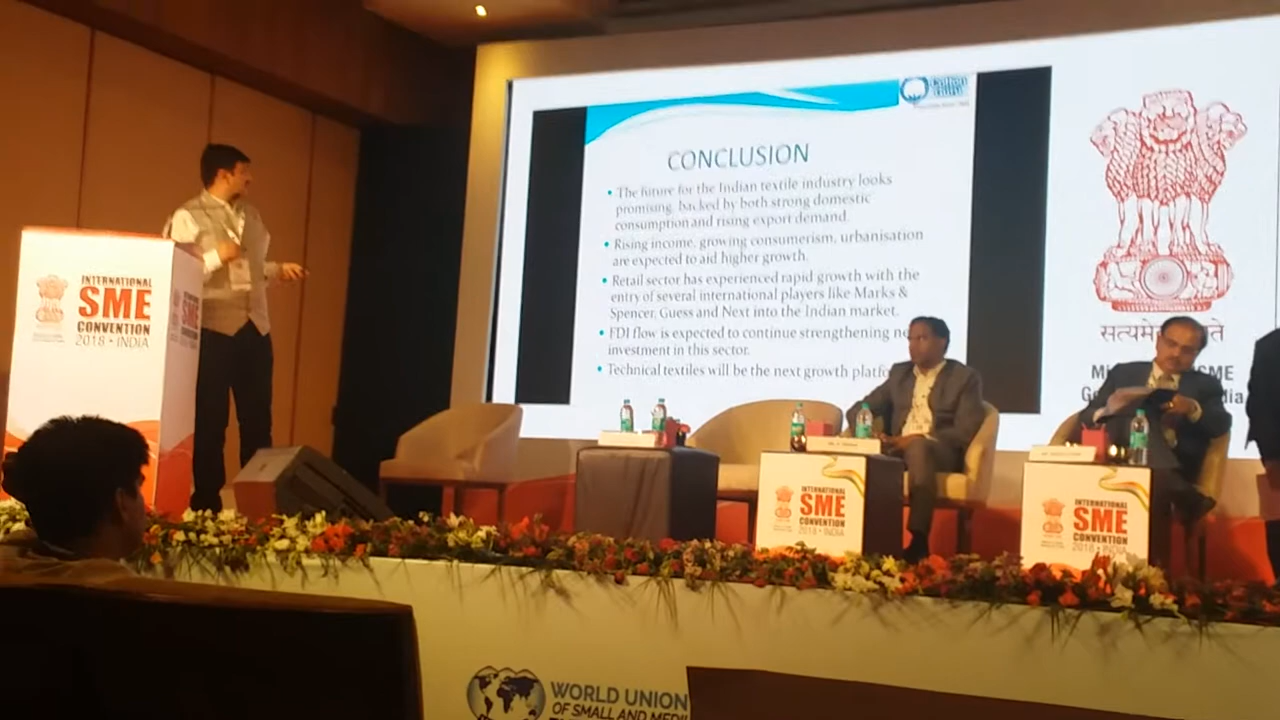 CONCLUSION
• The future for the Indian textile industry looks
promising, backed by both strong domestic
consumption and rising export demand.
• Rising income, growing consumerism, urbanisation
are expected to aid higher growth.
• Retail sector has experienced rapid growth with the
entry of several international players like Marks &
Spencer, Guess and Next into the Indian market.
• FDI flow is expected to continue strengthening
investment in this sector.
• Technical textiles will be the next growth
INTERNATIONAL
SME
CONVENTION
2018 • INDIA
INTERNATIONAL
SME
CONVENTION
2018 • INDIA
INTERNATIONAL
SME
CONVENTION
2018 • INDIA
WORLD UNION
OF SMALL AND